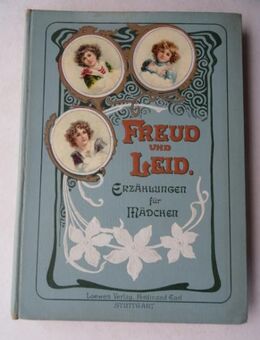 FREUD
UND
LEID.
ERZÄHLUNGEN
für
MÄDCHEN
Loewes Verlag, Ferdinand Carl
STUTTGART